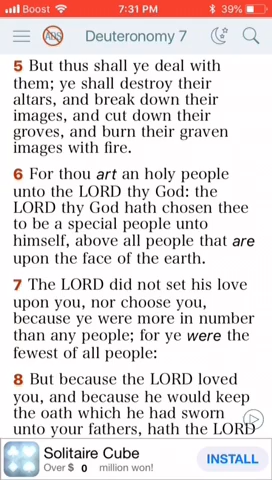 Boost 7:31 PM 39%
ADS Deuteronomy 7
5 But thus shall ye deal with
them; ye shall destroy their
altars, and break down their
images, and cut down their
groves, and burn their graven
images with fire.
6 For thou art an holy people
unto the LORD thy God: the
LORD thy God hath chosen thee
to be a special people unto
himself, above all people that are
upon the face of the earth.
7 The LORD did not set his love
upon you, nor choose you,
because ye were more in number
than any people; for ye were the
fewest of all people:
8 But because the LORD loved
you, and because he would keep
the oath which he had sworn
unto your fathers, hath the LORD
Solitaire Cube
Over $ 0 million won!
INSTALL